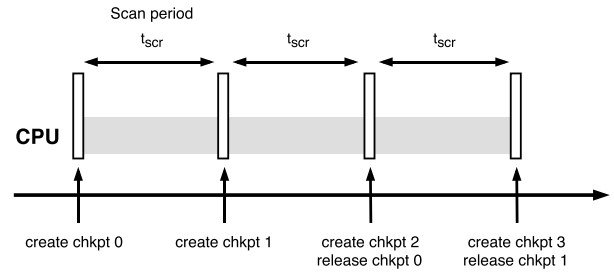 Scan period
tscr
tscr
tscr
CPU
create chkpt 0
create chkpt 1
create chkpt 2
release chkpt 0
create chkpt 3
release chkpt 1